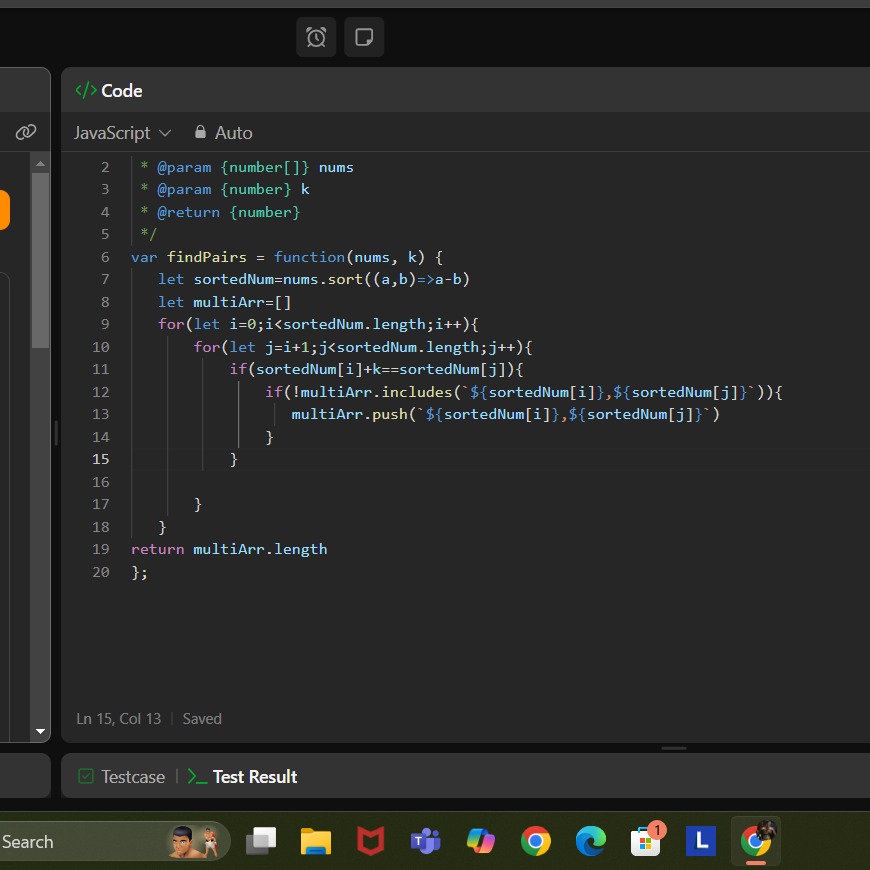 </> Code
JavaScript Auto
2 * @param {number[]} nums
3 * @param {number} k
4 * @return {number}
5 */
6 var findPairs = function(nums, k) {
7 let sortedNum=nums.sort((a,b)=>a-b)
8 let multiArr=[]
9 for(let i=0;i<sortedNum.length;i++){
10 for(let j=i+1;j<sortedNum.length;j++){
11 if(sortedNum[i]+k==sortedNum[j]){
12 if(!multiArr.includes(`${sortedNum[i]},${sortedNum[j]}`)){
13 multiArr.push(`${sortedNum[i]},${sortedNum[j]}`)
14 }
15 }
16
17 }
18 }
19 return multiArr.length
20 };
Ln 15, Col 13 | Saved
Testcase | >_ Test Result
Search T 1 L